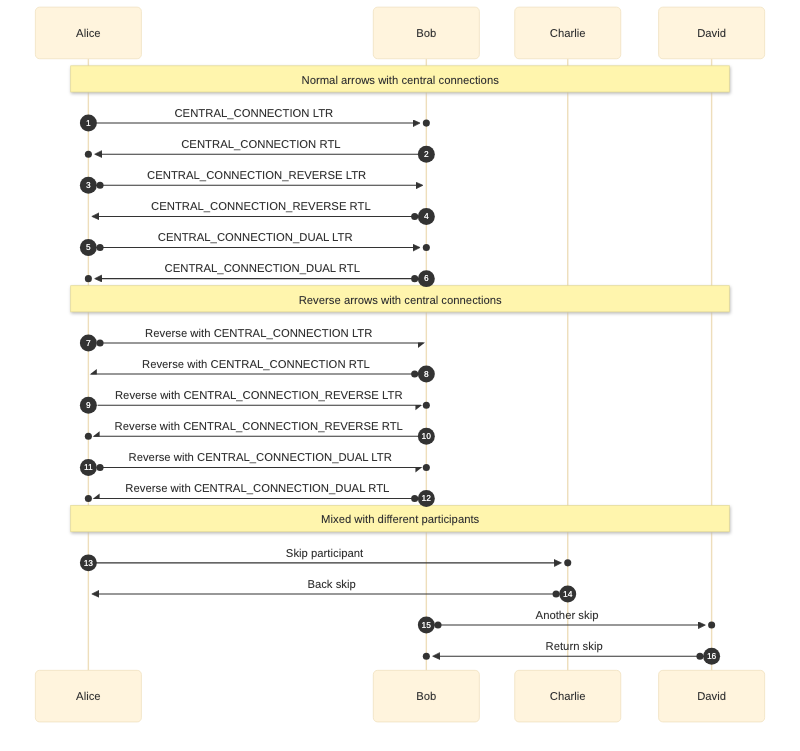 Alice
Bob
Charlie
David
Normal arrows with central connections
CENTRAL_CONNECTION LTR
1
CENTRAL_CONNECTION RTL
2
CENTRAL_CONNECTION_REVERSE LTR
3
CENTRAL_CONNECTION_REVERSE RTL
4
CENTRAL_CONNECTION_DUAL LTR
5
CENTRAL_CONNECTION_DUAL RTL
6
Reverse arrows with central connections
Reverse with CENTRAL_CONNECTION LTR
7
Reverse with CENTRAL_CONNECTION RTL
8
Reverse with CENTRAL_CONNECTION_REVERSE LTR
9
Reverse with CENTRAL_CONNECTION_REVERSE RTL
10
Reverse with CENTRAL_CONNECTION_DUAL LTR
11
Reverse with CENTRAL_CONNECTION_DUAL RTL
12
Mixed with different participants
Skip participant
13
Back skip
14
Another skip
15
Return skip
16
Alice
Bob
Charlie
David